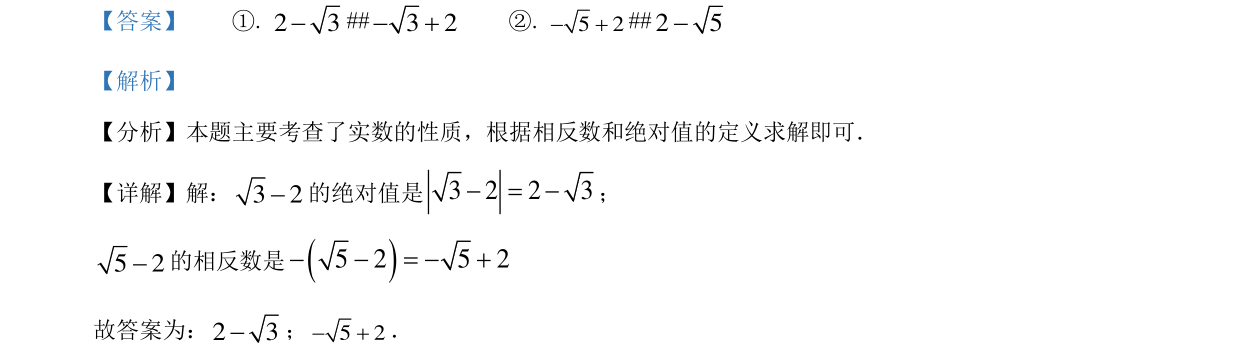 【答案】 ①. 2−√3##−√3+2 ②. −√5+2##2−√5
【解析】
【分析】本题主要考查了实数的性质，根据相反数和绝对值的定义求解即可．
【详解】解：√3−2的绝对值是|√3−2|=2−√3；
√5−2的相反数是−(√5−2)=−√5+2
故答案为：2−√3；−√5+2．